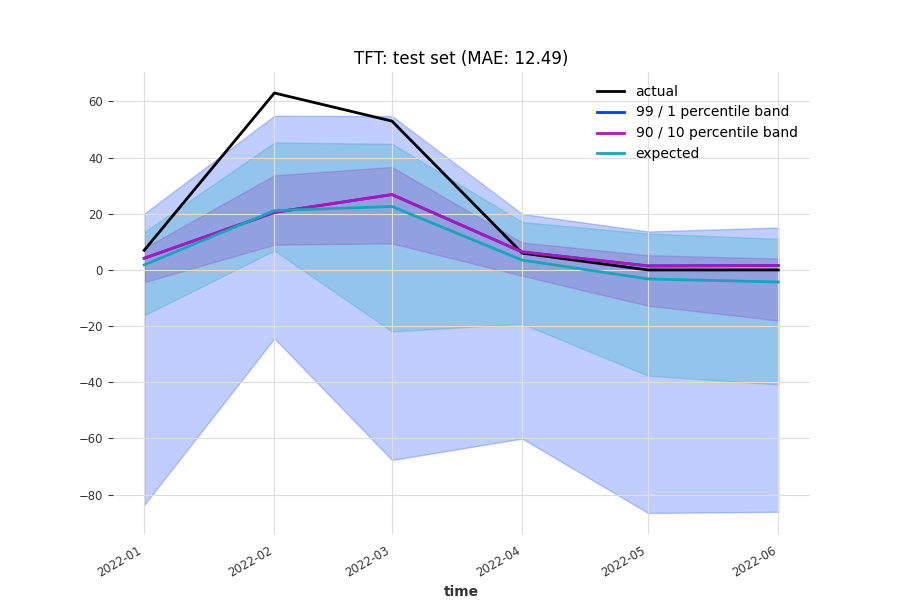 TFT: test set (MAE: 12.49)
actual
99 / 1 percentile band
90 / 10 percentile band
expected
60
40
20
0
−20
−40
−60
−80
2022-01
2022-02
2022-03
2022-04
2022-05
2022-06
time